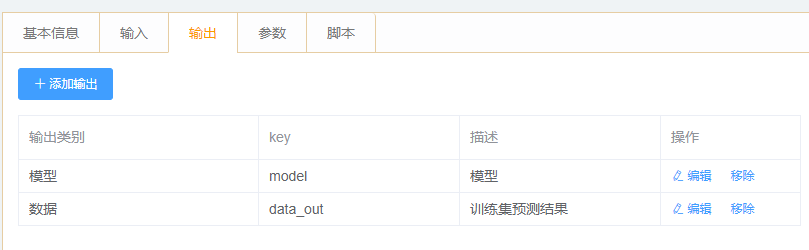 基本信息 输入 输出 参数 脚本
+ 添加输出
输出类别 key 描述 操作
模型 model 模型 编辑 移除
数据 data_out 训练集预测结果 编辑 移除